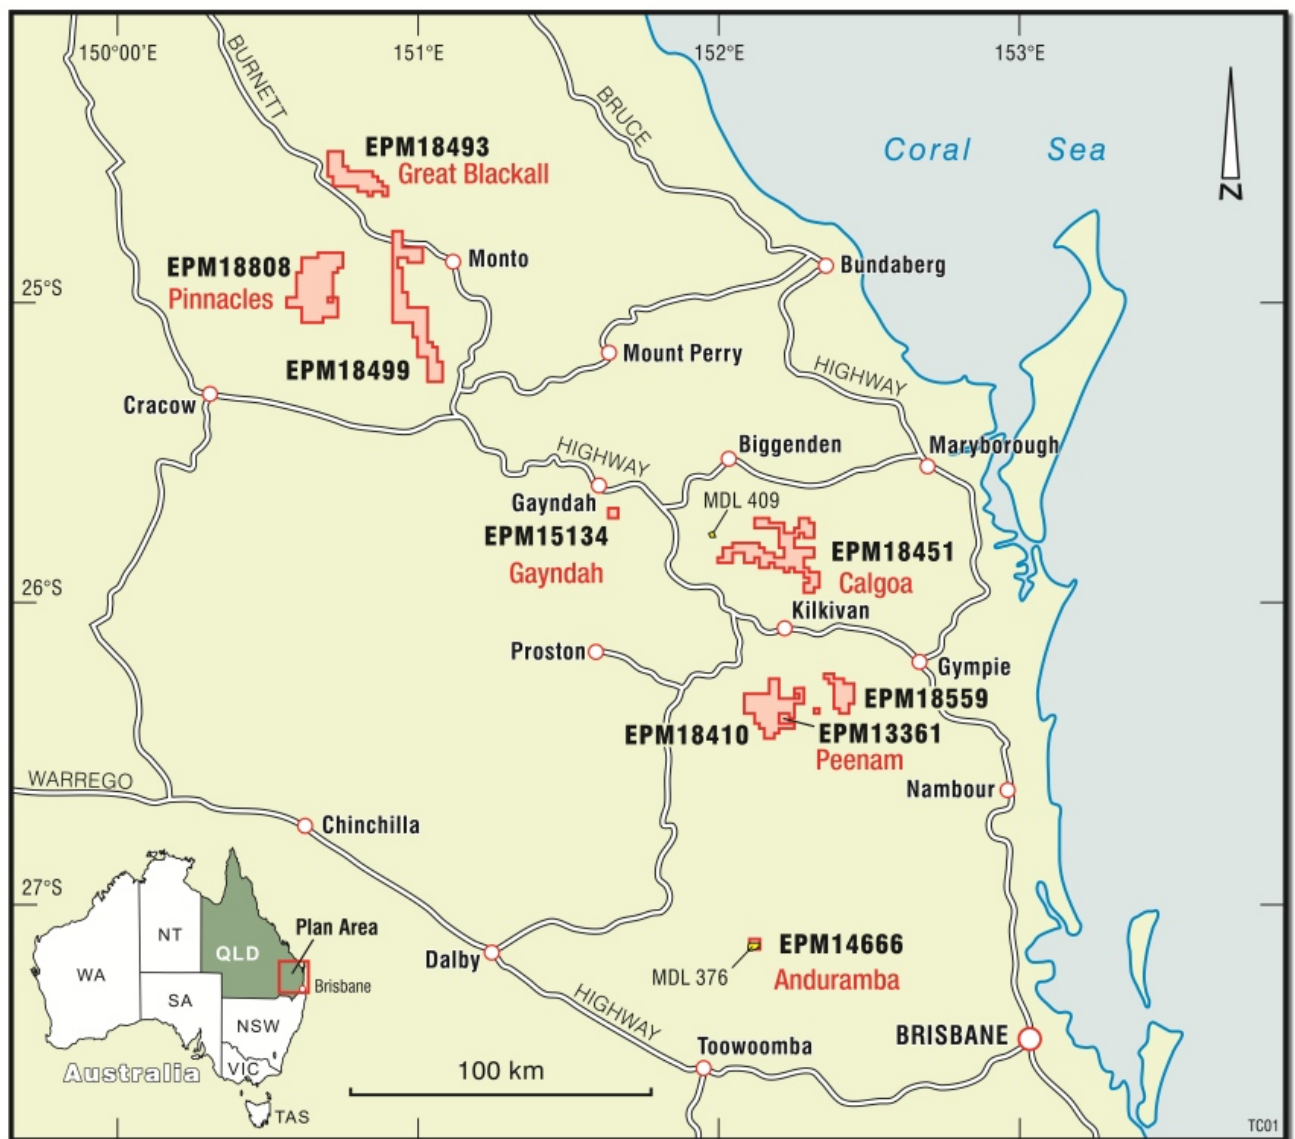 150°00'E
151°E
152°E
153°E
BURNETT
BRUCE
EPM18493
Great Blackall
Coral Sea
N
EPM18808
Pinnacles
Monto
Bundaberg
25°S
Mount Perry
EPM18499
HIGHWAY
Cracow
HIGHWAY
Biggenden
Maryborough
Gayndah
MDL 409
EPM15134
Gayndah
EPM18451
Calgoa
26°S
Kilkivan
Proston
Gympie
EPM18559
EPM18410
EPM13361
Peenam
WARREGO
Nambour
Chinchilla
27°S
Plan Area
NT
QLD
WA
Brisbane
SA
NSW
VIC
Australia
TAS
Dalby
EPM14666
MDL 376
Anduramba
HIGHWAY
BRISBANE
Toowoomba
100 km
TC01